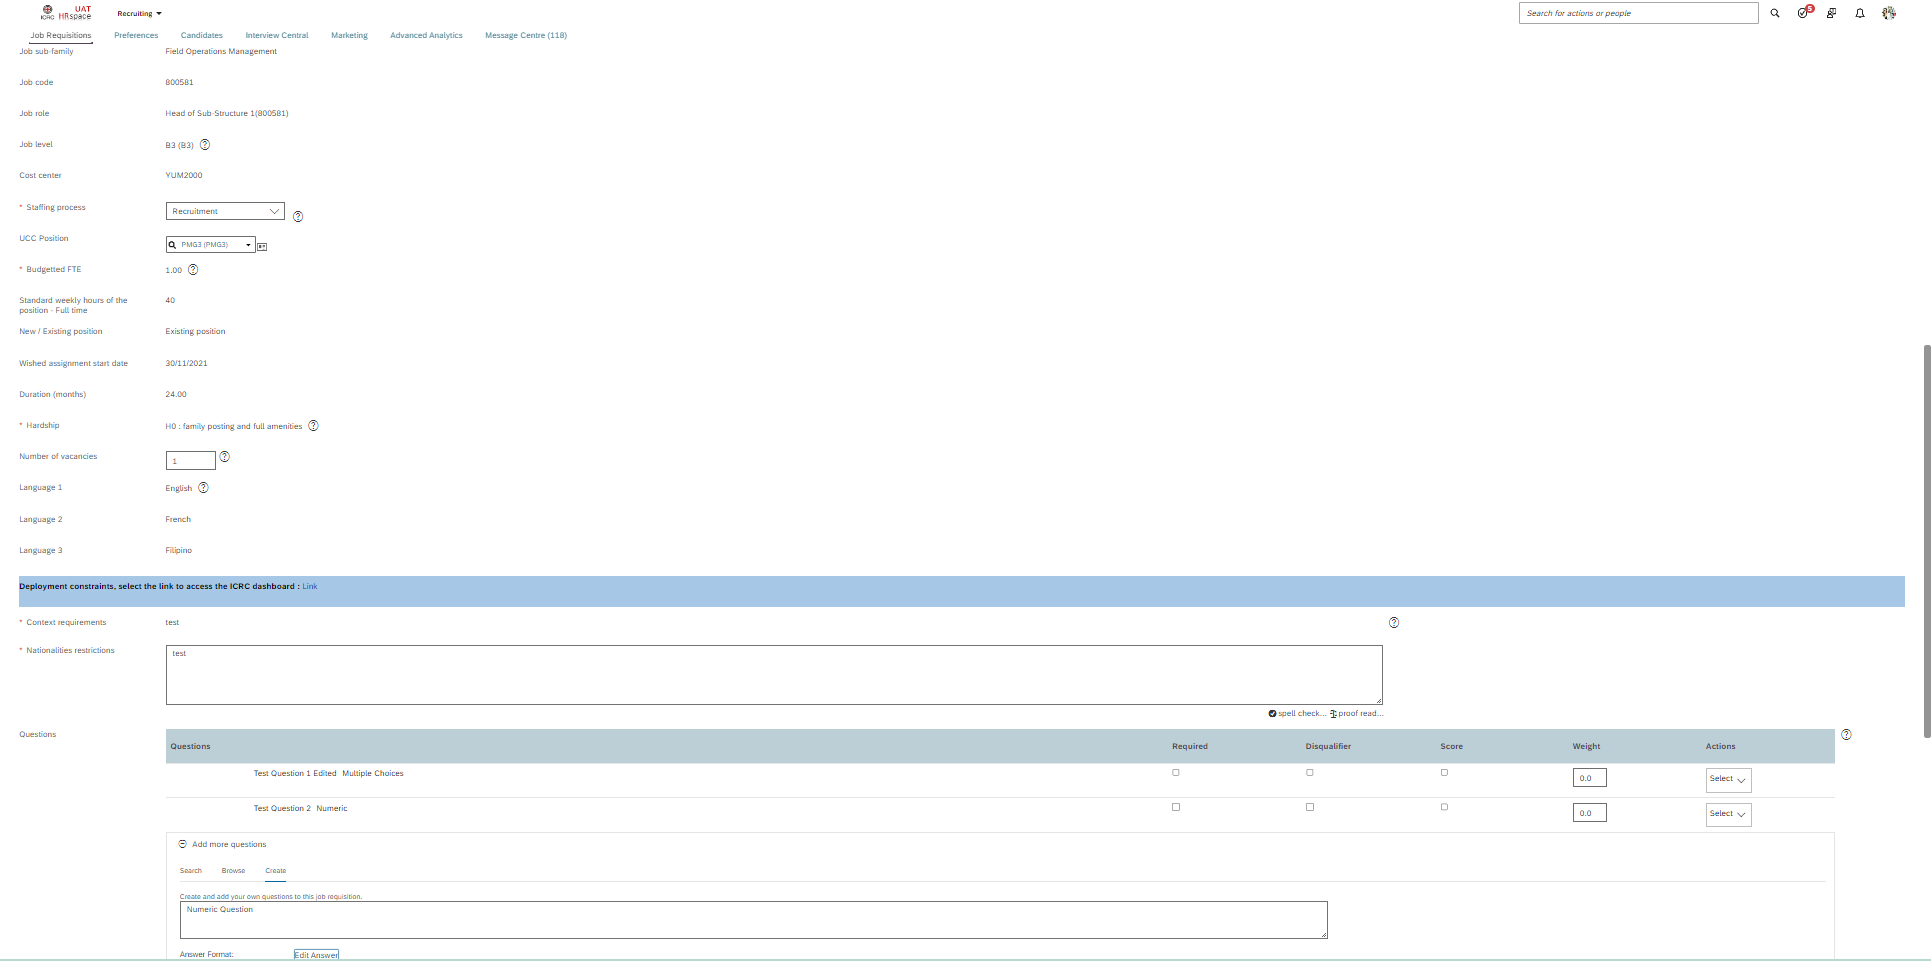 ICRC
UAT
HRspace
Recruiting
Search for actions or people
5
Job Requisitions Preferences Candidates Interview Central Marketing Advanced Analytics Message Centre (118)
Job sub-family Field Operations Management
Job code 800581
Job role Head of Sub-Structure 1(800581)
Job level B3 (B3) ?
Cost center YUM2000
* Staffing process Recruitment ?
UCC Position PMG3 (PMG3)
* Budgetted FTE 1.00 ?
Standard weekly hours of the 40
position - Full time
New / Existing position Existing position
Wished assignment start date 30/11/2021
Duration (months) 24.00
* Hardship H0 : family posting and full amenities ?
Number of vacancies 1 ?
Language 1 English ?
Language 2 French
Language 3 Filipino
Deployment constraints, select the link to access the ICRC dashboard : Link
* Context requirements test ?
* Nationalities restrictions test
spell check... proof read...
Questions ?
Questions Required Disqualifier Score Weight Actions
Test Question 1 Edited Multiple Choices 0.0 Select
Test Question 2 Numeric 0.0 Select
Add more questions
Search Browse Create
Create and add your own questions to this job requisition.
Numeric Question
Answer Format: Edit Answer